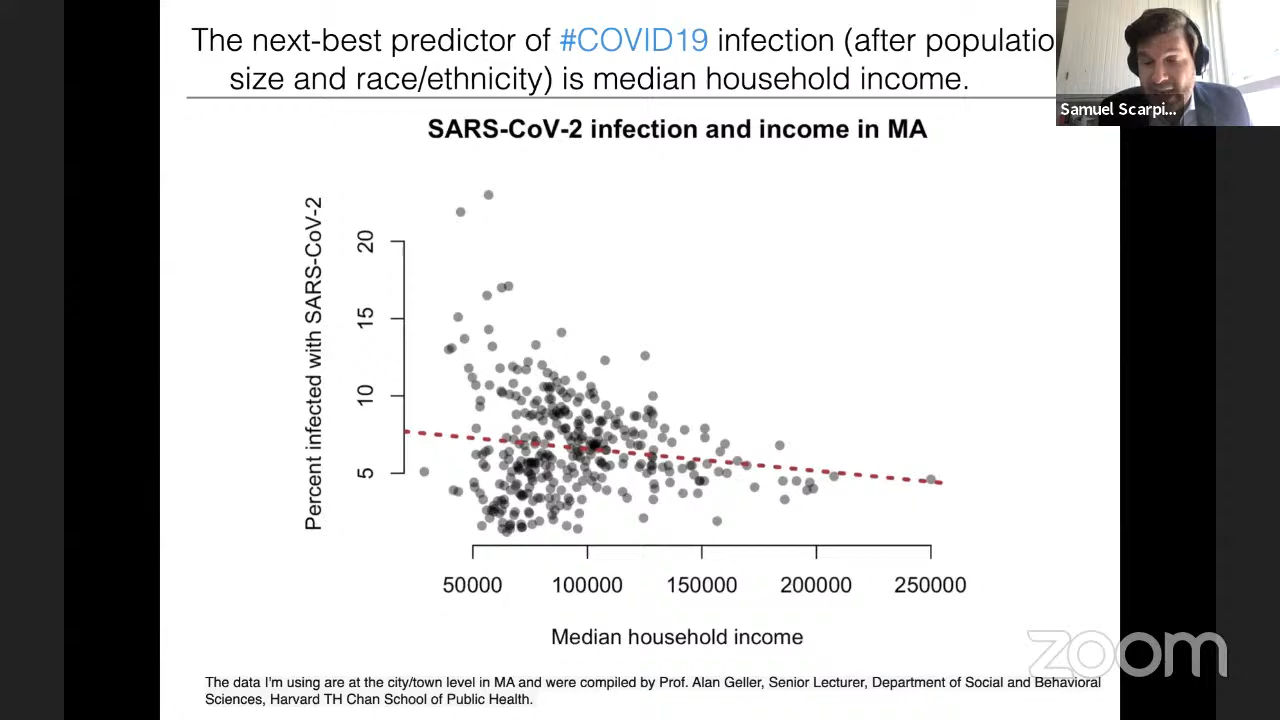 The next-best predictor of #COVID19 infection (after populatio
size and race/ethnicity) is median household income.
Samuel Scarpi...
SARS-CoV-2 infection and income in MA
Percent infected with SARS-CoV-2
20
15
10
5
50000 100000 150000 200000 250000
Median household income
zoom
The data I'm using are at the city/town level in MA and were compiled by Prof. Alan Geller, Senior Lecturer, Department of Social and Behavioral
Sciences, Harvard TH Chan School of Public Health.